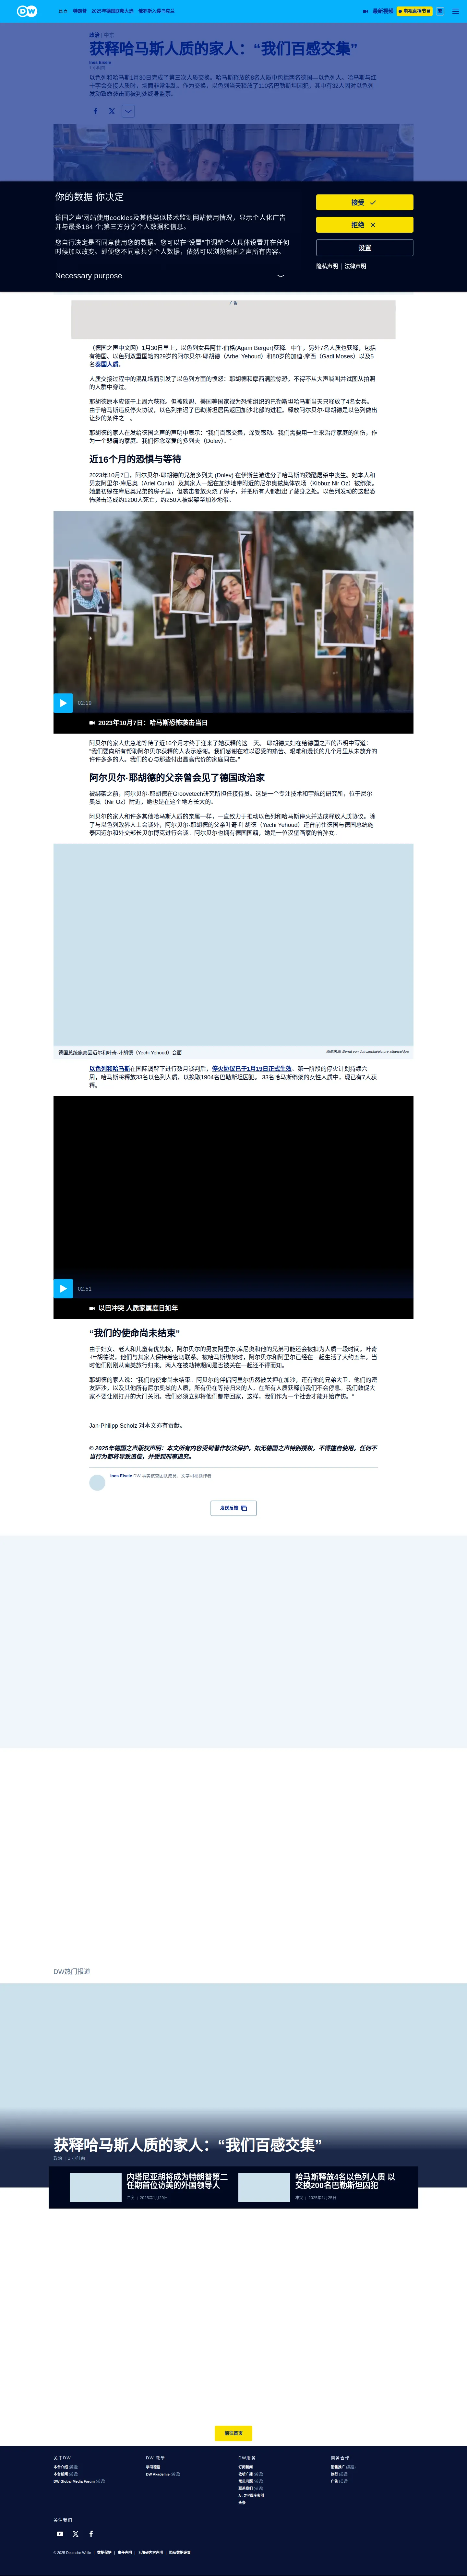 DW
焦点 特朗普 2025年德国联邦大选 俄罗斯入侵乌克兰
最新视频 电视直播节目
政治 | 中东
获释哈马斯人质的家人：“我们百感交集”
Ines Eisele
以色列和哈马斯1月30日完成了第三次人质交换。哈马斯释放的8名人质中包括两名德国—以色列人。哈马斯与红
十字会交接人质时，场面非常混乱。作为交换，以色列当天释放了110名巴勒斯坦囚犯，其中有32人因对以色列
发动致命袭击而被判处终身监禁。
你的数据 你决定
德国之声网站使用cookies及其他类似技术监测网站使用情况，显示个人化广告
并与最多184 个;第三方分享个人数据和信息。
您自行决定是否同意使用您的数据。您可以在“设置”中调整个人具体设置并在任何
时候加以改变。即便您不同意共享个人数据，依然可以浏览德国之声所有内容。
Necessary purpose
接受
拒绝
设置
隐私声明 | 法律声明
广告
（德国之声中文网）1月30日早上，以色列女兵阿甘·伯格(Agam Berger)获释。中午，另外7名人质也获释，包括
有德国、以色列双重国籍的29岁的阿贝尔·耶胡德（Arbel Yehoud）和80岁的加迪·摩西（Gadi Moses）以及5
名泰国人质。
人质交接过程中的混乱场面引发了以色列方面的愤怒：耶胡德和摩西满脸惊恐，不得不从大声喊叫并试图从拍照
的人群中穿过。
耶胡德原本应该于上周六获释。但被欧盟、美国等国家视为恐怖组织的巴勒斯坦哈马斯当天只释放了4名女兵。
由于哈马斯违反停火协议，以色列推迟了巴勒斯坦居民返回加沙北部的进程。释放阿贝尔·耶胡德是以色列做出
让步的条件之一。
耶胡德的家人在发给德国之声的声明中表示：“我们百感交集，深受感动。我们需要用一生来治疗家庭的创伤，作
为一个悲痛的家庭。我们怀念深爱的多列夫（Dolev）。”
近16个月的恐惧与等待
2023年10月7日，阿贝尔·耶胡德的兄弟多列夫 (Dolev) 在伊斯兰激进分子哈马斯的残酷屠杀中丧生。她本人和
男友阿里尔·库尼奥（Ariel Cunio）及其家人一起在加沙地带附近的尼尔奥兹集体农场（Kibbuz Nir Oz）被绑架。
她最初躲在库尼奥兄弟的房子里，但袭击者放火烧了房子，并把所有人都赶出了藏身之处。以色列发动的这起恐
怖袭击造成约1200人死亡，约250人被绑架至加沙地带。
02:19
2023年10月7日：哈马斯恐怖袭击当日
阿贝尔的家人焦急地等待了近16个月才终于迎来了她获释的这一天。 耶胡德夫妇在给德国之声的声明中写道：
“我们要向所有帮助阿贝尔贝尔获释的人表示感谢。我们感谢在难以忍受的痛苦、艰难和漫长的几个月里从未放弃的
许许多多的人。我们的心与那些付出最高代价的家庭同在。”
阿尔贝尔·耶胡德的父亲曾会见了德国政治家
被绑架之前，阿贝尔·耶胡德在Groovetech研究所担任接待员。这是一个专注技术和宇航的研究所，位于尼尔
奥兹（Nir Oz）附近，她也是在这个地方长大的。
阿贝尔的家人和许多其他哈马斯人质的亲属一样，一直致力于推动以色列和哈马斯停火并达成释放人质协议。除
了与以色列政界人士会谈外，阿尔贝尔·耶胡德的父亲叶奇·叶胡德（Yechi Yehoud）还曾前往德国与德国总统施
泰因迈尔和外交部长贝尔博克进行会谈。阿贝尔尔也拥有德国国籍，她是一位汉堡画家的曾孙女。
德国总统施泰因迈尔和叶奇·叶胡德（Yechi Yehoud）会面
图像来源: Bernd von Jutrczenka/picture alliance/dpa
以色列和哈马斯在国际调解下进行数月谈判后，停火协议已于1月19日正式生效。第一阶段的停火计划持续六
周，哈马斯将释放33名以色列人质，以换取1904名巴勒斯坦囚犯。 33名哈马斯绑架的女性人质中，现已有7人获
释。
02:51
以巴冲突 人质家属度日如年
“我们的使命尚未结束”
由于妇女、老人和儿童有优先权，阿尔贝尔的男友阿里尔·库尼奥和他的兄弟可能还会被扣为人质一段时间。叶奇
·叶胡德说，他们与其家人保持着密切联系。被哈马斯绑架时，阿尔贝尔和阿里尔已经在一起生活了大约五年。当
时他们刚刚从南美旅行归来。两人在被劫持期间是否被关在一起还不得而知。
耶胡德的家人说：“我们的使命尚未结束。阿贝尔的伴侣阿里尔仍然被关押在加沙，还有他的兄弟大卫、他们的密
友萨沙，以及其他所有尼尔奥兹的人质，所有仍在等待归来的人。在所有人质获释前我们不会停息。我们敦促大
家不要让刚打开的大门关闭。我们必须立即将他们都带回家，这样，我们作为一个社会才能开始疗伤。”
Jan-Philipp Scholz 对本文亦有贡献。
© 2025年德国之声版权声明：本文所有内容受到著作权法保护，如无德国之声特别授权，不得擅自使用。任何不
当行为都将导致追偿，并受到刑事追究。
Ines Eisele DW 事实核查团队成员、文字和视频作者
发送反馈
DW热门报道
获释哈马斯人质的家人：“我们百感交集”
政治 | 1 小时前
内塔尼亚胡将成为特朗普第二
任期首位访美的外国领导人
冲突 | 2025年1月29日
哈马斯释放4名以色列人质 以
交换200名巴勒斯坦囚犯
冲突 | 2025年1月25日
前往首页
关于DW
本台介绍 (英语)
本台新闻 (英语)
DW Global Media Forum (英语)
DW 教学
学习德语
DW Akademie (英语)
DW服务
订阅新闻
收听广播 (英语)
常见问题 (英语)
联系我们 (英语)
A - Z字母序索引
头条
商务合作
销售推广 (英语)
旅行 (英语)
广告 (英语)
关注我们
© 2025 Deutsche Welle | 数据保护 | 责任声明 | 无障碍内容声明 | 隐私数据设置